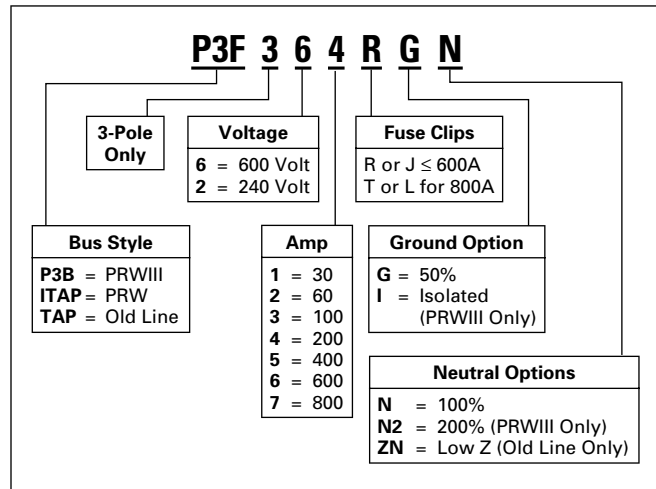 P3F 3 6 4 R G N
3-Pole
Only
Voltage
6 = 600 Volt
2 = 240 Volt
Fuse Clips
R or J ≤ 600A
T or L for 800A
Bus Style
P3B = PRWIII
ITAP = PRW
TAP = Old Line
Amp
1 = 30
2 = 60
3 = 100
4 = 200
5 = 400
6 = 600
7 = 800
Ground Option
G = 50%
I = Isolated
(PRWIII Only)
Neutral Options
N = 100%
N2 = 200% (PRWIII Only)
ZN = Low Z (Old Line Only)